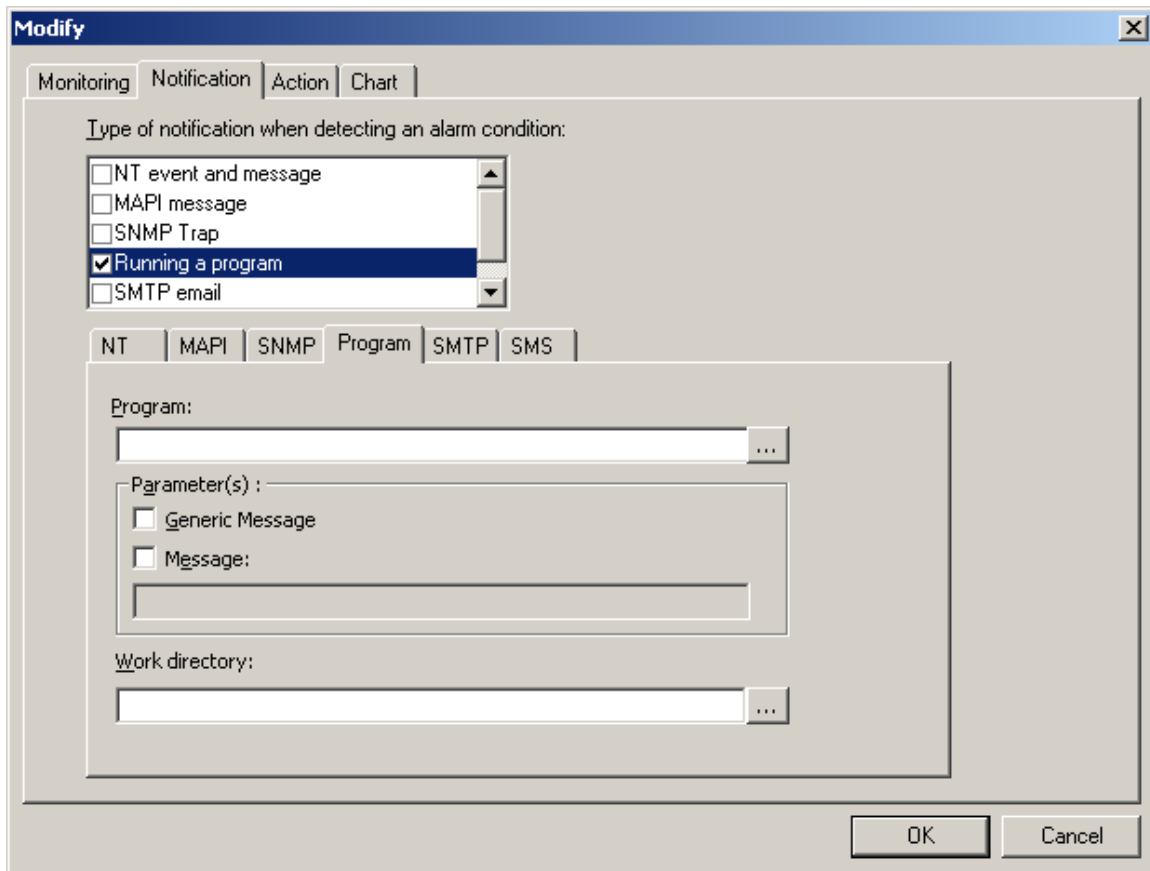 Modify
Monitoring Notification Action Chart
Type of notification when detecting an alarm condition:
NT event and message
MAPI message
SNMP Trap
Running a program
SMTP email
NT MAPI SNMP Program SMTP SMS
Program:
...
Parameter(s) :
Generic Message
Message:
Work directory:
...
OK Cancel